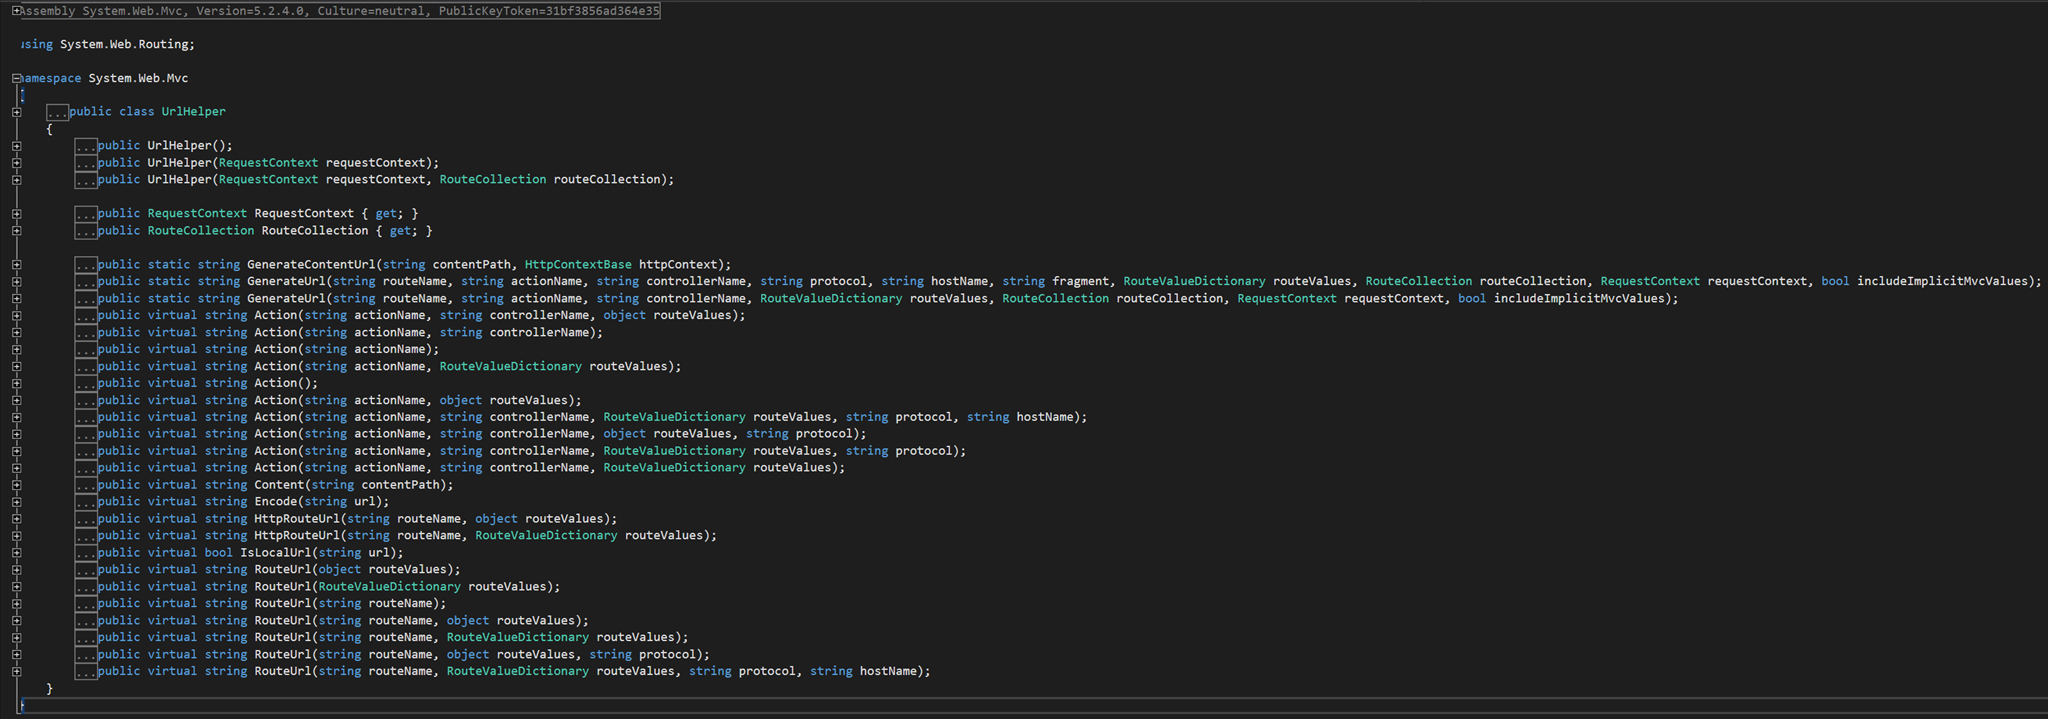 Assembly System.Web.Mvc, Version=5.2.4.0, Culture=neutral, PublicKeyToken=31bf3856ad364e35
using System.Web.Routing;
namespace System.Web.Mvc
{
...public class UrlHelper
{
...public UrlHelper();
...public UrlHelper(RequestContext requestContext);
...public UrlHelper(RequestContext requestContext, RouteCollection routeCollection);
...public RequestContext RequestContext { get; }
...public RouteCollection RouteCollection { get; }
...public static string GenerateContentUrl(string contentPath, HttpContextBase httpContext);
...public static string GenerateUrl(string routeName, string actionName, string controllerName, string protocol, string hostName, string fragment, RouteValueDictionary routeValues, RouteCollection routeCollection, RequestContext requestContext, bool includeImplicitMvcValues);
...public static string GenerateUrl(string routeName, string actionName, string controllerName, RouteValueDictionary routeValues, RouteCollection routeCollection, RequestContext requestContext, bool includeImplicitMvcValues);
...public virtual string Action(string actionName, string controllerName, object routeValues);
...public virtual string Action(string actionName, string controllerName);
...public virtual string Action(string actionName);
...public virtual string Action(string actionName, RouteValueDictionary routeValues);
...public virtual string Action();
...public virtual string Action(string actionName, object routeValues);
...public virtual string Action(string actionName, string controllerName, RouteValueDictionary routeValues, string protocol, string hostName);
...public virtual string Action(string actionName, string controllerName, object routeValues, string protocol);
...public virtual string Action(string actionName, string controllerName, RouteValueDictionary routeValues, string protocol);
...public virtual string Action(string actionName, string controllerName, RouteValueDictionary routeValues);
...public virtual string Content(string contentPath);
...public virtual string Encode(string url);
...public virtual string HttpRouteUrl(string routeName, object routeValues);
...public virtual string HttpRouteUrl(string routeName, RouteValueDictionary routeValues);
...public virtual bool IsLocalUrl(string url);
...public virtual string RouteUrl(object routeValues);
...public virtual string RouteUrl(RouteValueDictionary routeValues);
...public virtual string RouteUrl(string routeName);
...public virtual string RouteUrl(string routeName, object routeValues);
...public virtual string RouteUrl(string routeName, RouteValueDictionary routeValues);
...public virtual string RouteUrl(string routeName, object routeValues, string protocol);
...public virtual string RouteUrl(string routeName, RouteValueDictionary routeValues, string protocol, string hostName);
}
}